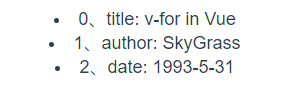 • 0、title: v-for in Vue
• 1、author: SkyGrass
• 2、date: 1993-5-31